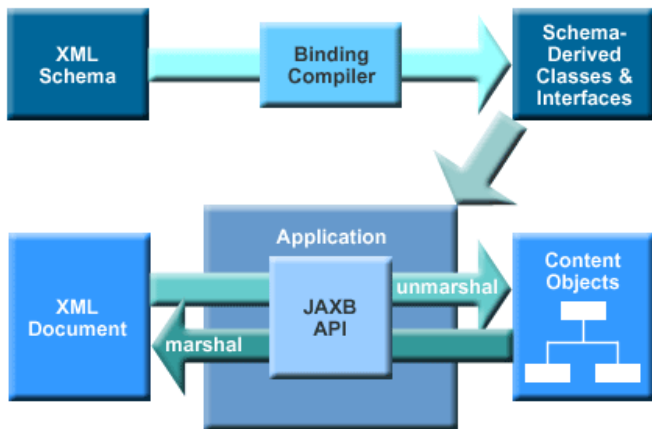 XML
Schema
Binding
Compiler
Schema-
Derived
Classes &
Interfaces
Application
XML
Document
JAXB
API
unmarshal
marshal
Content
Objects